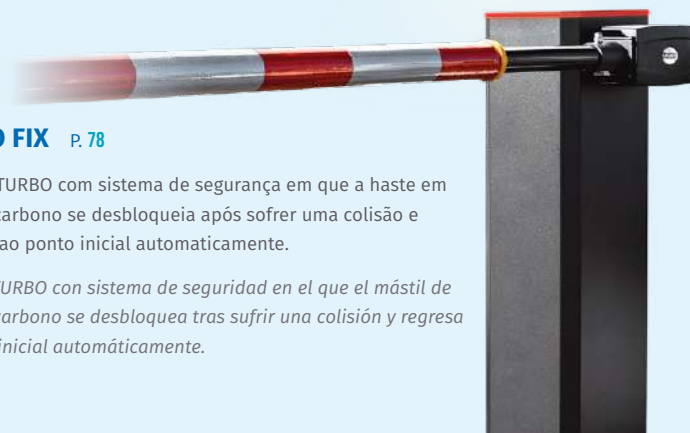 FIX P. 78
TURBO com sistema de segurança em que a haste em
carbono se desbloqueia após sofrer uma colisão e
ao ponto inicial automaticamente.
TURBO con sistema de seguridad en el que el mástil de
carbono se desbloquea tras sufrir una colisión y regresa
inicial automáticamente.